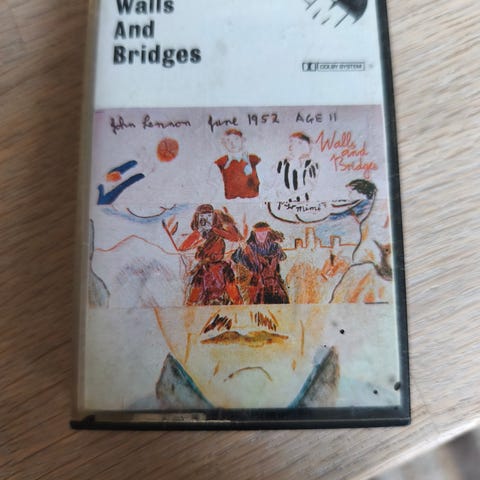 Walls
And
Bridges
DOLBY SYSTEM
John Lennon June 1952 AGE 11
Walls
and
Bridges